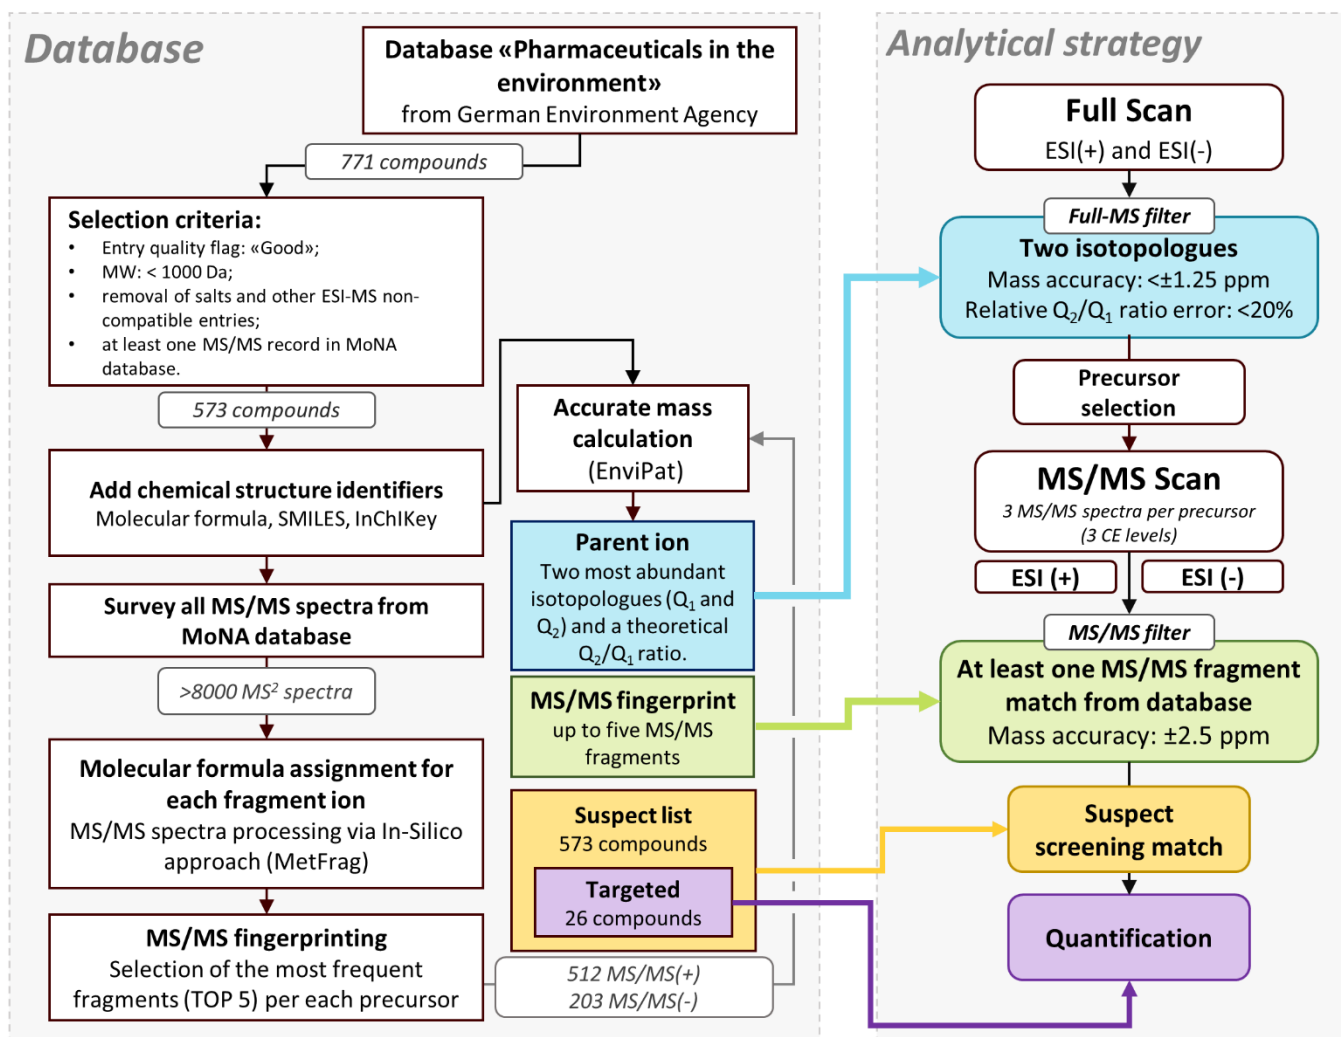 Database
Database «Pharmaceuticals in the
environment»
from German Environment Agency
771 compounds
Selection criteria:
• Entry quality flag: «Good»;
• MW: < 1000 Da;
• removal of salts and other ESI-MS non-
compatible entries;
• at least one MS/MS record in MoNA
database.
573 compounds
Add chemical structure identifiers
Molecular formula, SMILES, InChIKey
Survey all MS/MS spectra from
MoNA database
>8000 MS² spectra
Molecular formula assignment for
each fragment ion
MS/MS spectra processing via In-Silico
approach (MetFrag)
MS/MS fingerprinting
Selection of the most frequent
fragments (TOP 5) per each precursor
512 MS/MS(+)
203 MS/MS(-)
Accurate mass
calculation
(EnviPat)
Parent ion
Two most abundant
isotopologues (Q₁ and
Q₂) and a theoretical
Q₂/Q₁ ratio.
MS/MS fingerprint
up to five MS/MS
fragments
Suspect list
573 compounds
Targeted
26 compounds
Analytical strategy
Full Scan
ESI(+) and ESI(-)
Full-MS filter
Two isotopologues
Mass accuracy: <±1.25 ppm
Relative Q₂/Q₁ ratio error: <20%
Precursor
selection
MS/MS Scan
3 MS/MS spectra per precursor
(3 CE levels)
ESI (+)
ESI (-)
MS/MS filter
At least one MS/MS fragment
match from database
Mass accuracy: ±2.5 ppm
Suspect
screening match
Quantification